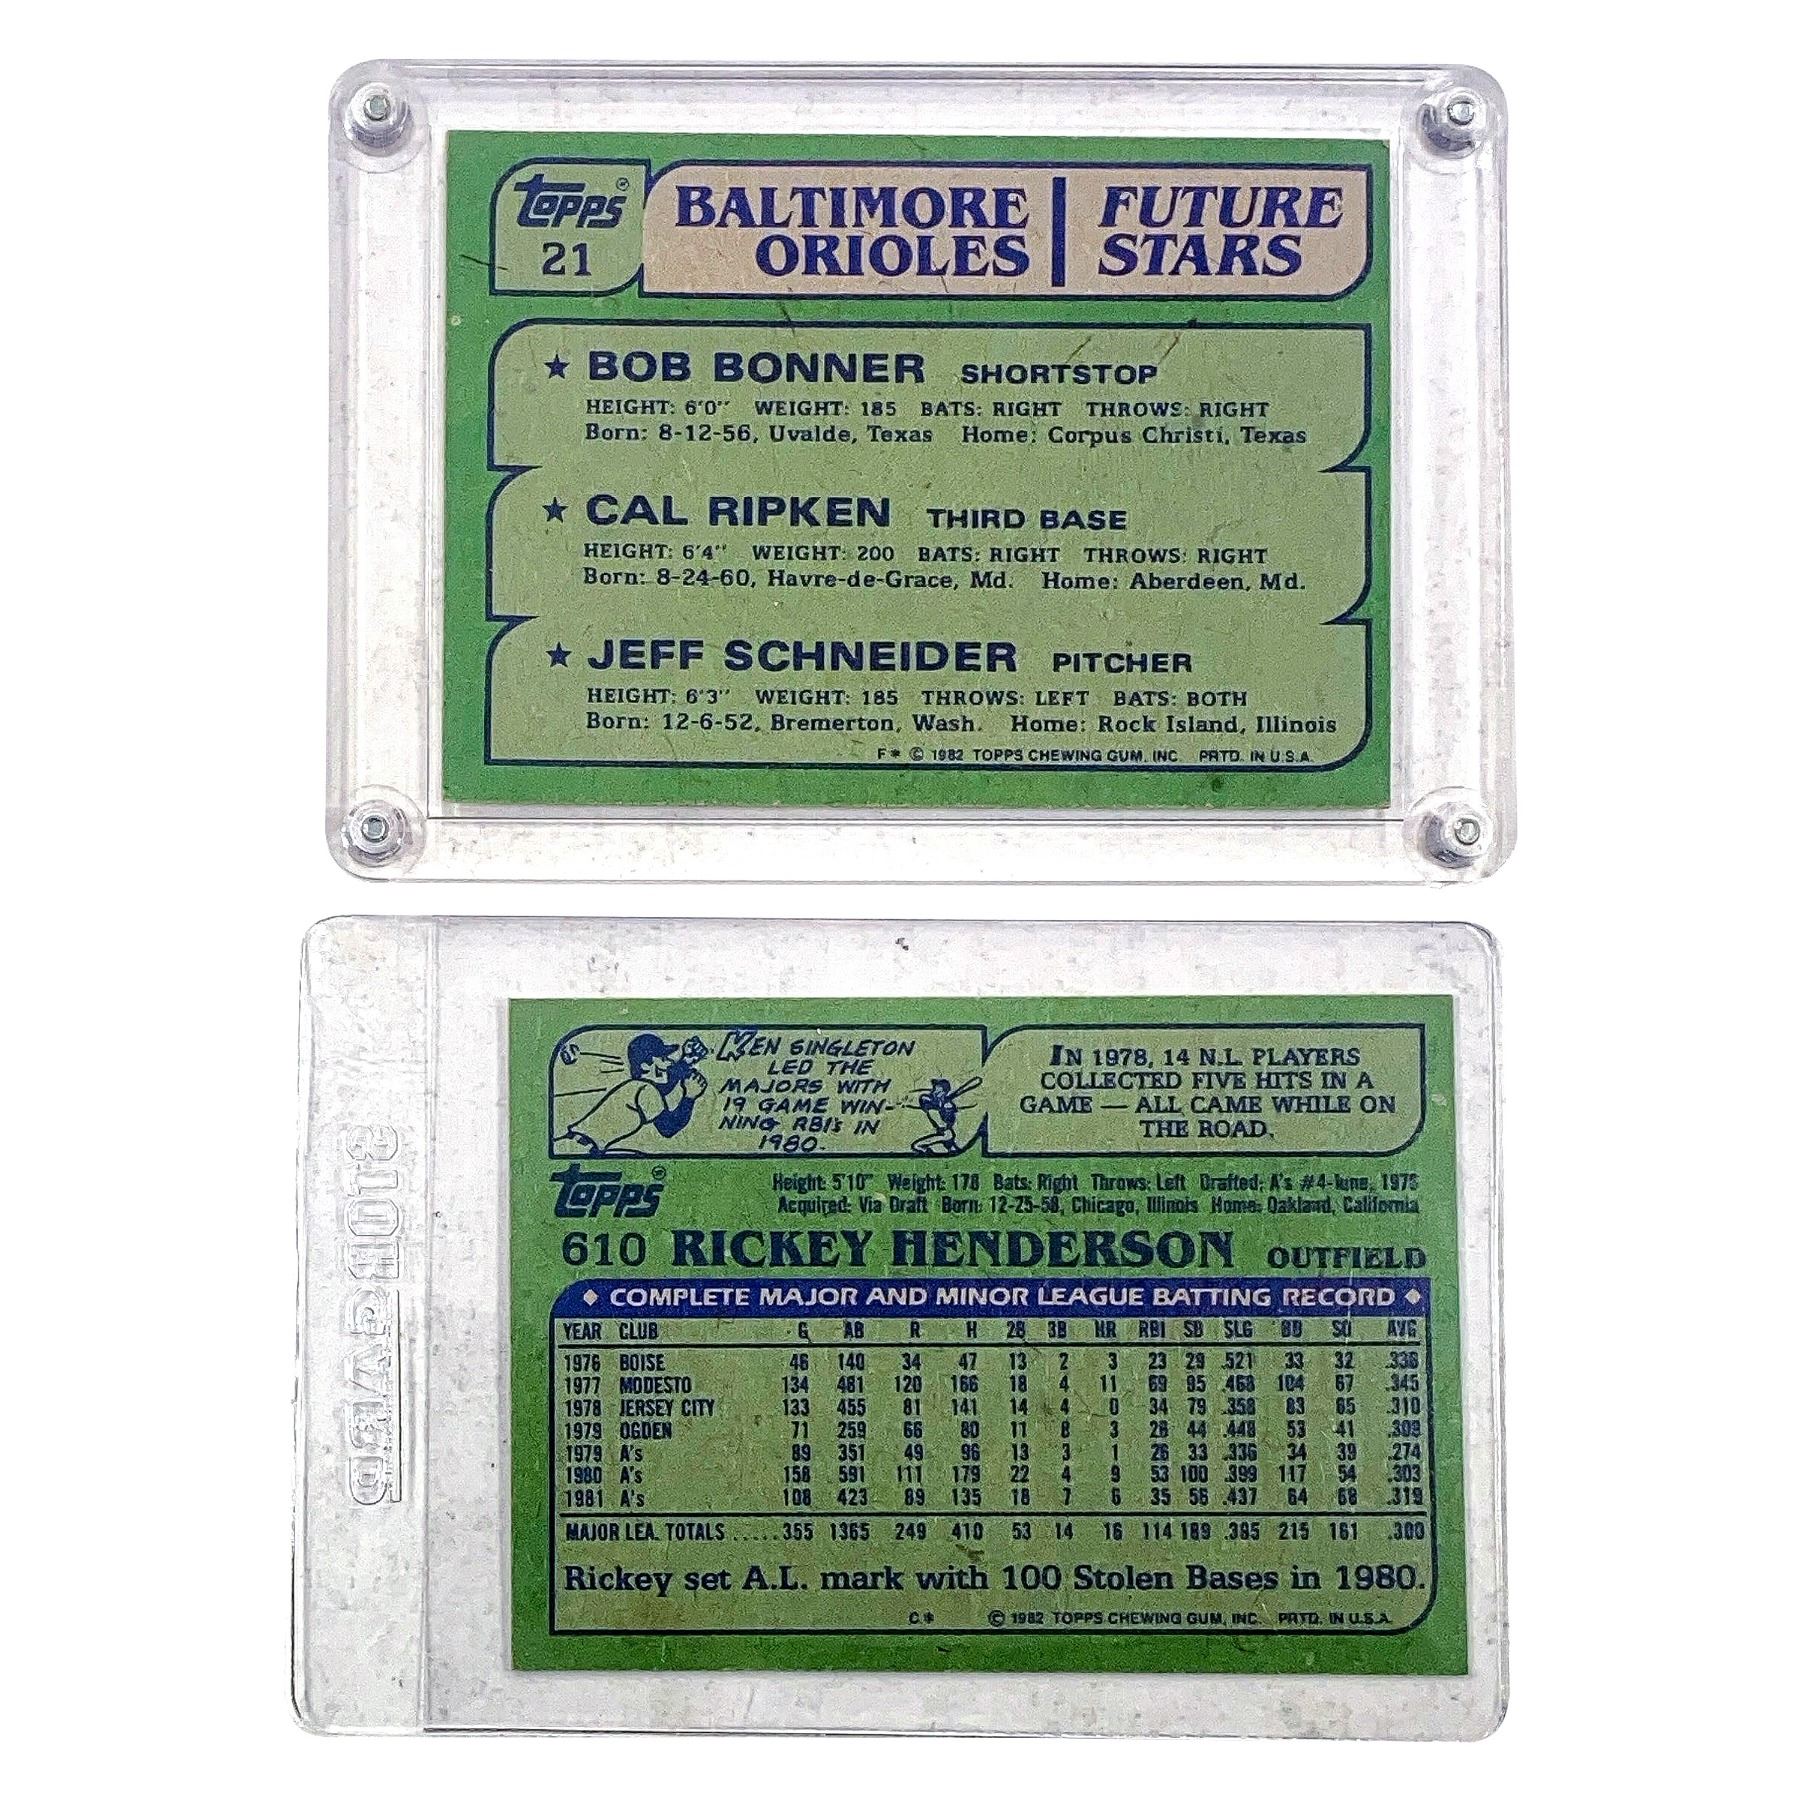 Topps®
21
BALTIMORE ORIOLES | FUTURE STARS
★ BOB BONNER SHORTSTOP
HEIGHT: 6'0" WEIGHT: 185 BATS: RIGHT THROWS: RIGHT
Born: 8-12-56, Uvalde, Texas Home: Corpus Christi, Texas
★ CAL RIPKEN THIRD BASE
HEIGHT: 6'4" WEIGHT: 200 BATS: RIGHT THROWS: RIGHT
Born: 8-24-60, Havre-de-Grace, Md. Home: Aberdeen, Md.
★ JEFF SCHNEIDER PITCHER
HEIGHT: 6'3" WEIGHT: 185 THROWS: LEFT BATS: BOTH
Born: 12-6-52, Bremerton, Wash. Home: Rock Island, Illinois
F* © 1982 TOPPS CHEWING GUM, INC. PRTD. IN U.S.A.
KEN SINGLETON
LED THE
MAJORS WITH
19 GAME WIN-
NING RBI's IN
1980.
IN 1978, 14 N.L. PLAYERS
COLLECTED FIVE HITS IN A
GAME — ALL CAME WHILE ON
THE ROAD.
Topps®
Height: 5'10" Weight: 178 Bats: Right Throws: Left Drafted: A's #4-June, 1976
Acquired: Via Draft Born: 12-25-58, Chicago, Illinois Home: Oakland, California
610 RICKEY HENDERSON OUTFIELD
◆ COMPLETE MAJOR AND MINOR LEAGUE BATTING RECORD ◆
YEAR CLUB G AB R H 2B 3B HR RBI SB SLG BB SO AVG
1976 BOISE 46 140 34 47 13 2 3 23 29 .521 33 32 .336
1977 MODESTO 134 481 120 166 18 4 11 69 95 .468 104 67 .345
1978 JERSEY CITY 133 455 81 141 14 4 0 34 79 .358 83 65 .310
1979 OGDEN 71 259 66 80 11 8 3 26 44 .448 53 41 .309
1979 A's 89 351 49 96 13 3 1 26 33 .336 34 39 .274
1980 A's 158 591 111 179 22 4 9 53 100 .399 117 54 .303
1981 A's 108 423 89 135 18 7 6 35 56 .437 64 68 .319
MAJOR LEA. TOTALS .....355 1365 249 410 53 14 16 114 189 .395 215 161 .300
Rickey set A.L. mark with 100 Stolen Bases in 1980.
C* © 1982 TOPPS CHEWING GUM, INC. PRTD. IN U.S.A.